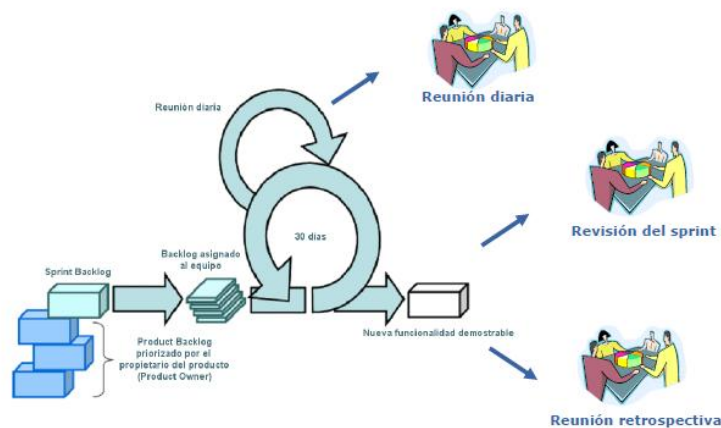 Reunión diaria
Reunión diaria
Revisión del sprint
30 días
Backlog asignado
al equipo
Sprint Backlog
Nueva funcionalidad demostrable
Product Backlog
priorizado por el
propietario del producto
(Product Owner)
Reunión retrospectiva